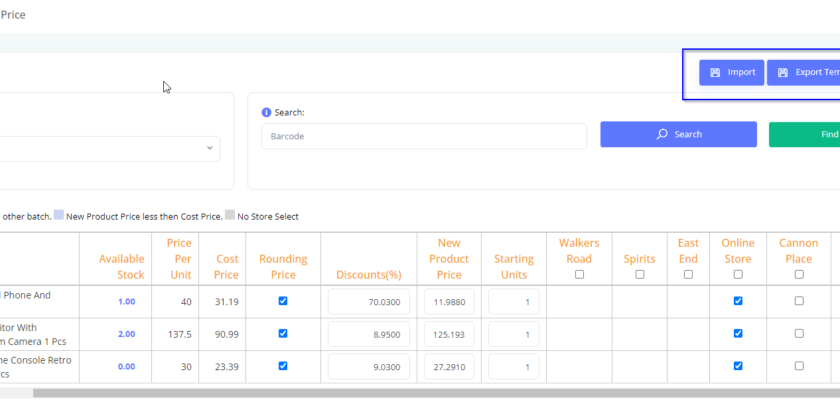 Price
Import
Export Tem
Search:
Barcode
Search
Find
other batch. New Product Price less then Cost Price. No Store Select
Available Stock
Price Per Unit
Cost Price
Rounding Price
Discounts(%)
New Product Price
Starting Units
Walkers Road
Spirits
East End
Online Store
Cannon Place
Phone And
1.00 40 31.19 70.0300 11.9880 1
itor With
m Camera 1 Pcs
2.00 137.5 90.99 8.9500 125.193 1
ne Console Retro
cs
0.00 30 23.39 9.0300 27.2910 1